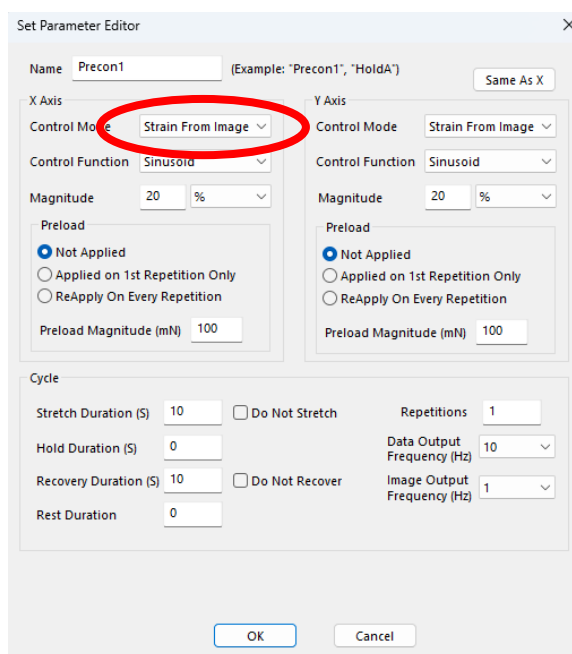 Set Parameter Editor
Name Precon1 (Example: "Precon1", "HoldA")
Same As X
X Axis
Control Mode Strain From Image
Control Function Sinusoid
Magnitude 20 %
Preload
Not Applied
Applied on 1st Repetition Only
ReApply On Every Repetition
Preload Magnitude (mN) 100
Y Axis
Control Mode Strain From Image
Control Function Sinusoid
Magnitude 20 %
Preload
Not Applied
Applied on 1st Repetition Only
ReApply On Every Repetition
Preload Magnitude (mN) 100
Cycle
Stretch Duration (S) 10 Do Not Stretch
Hold Duration (S) 0
Recovery Duration (S) 10 Do Not Recover
Rest Duration 0
Repetitions 1
Data Output
Frequency (Hz) 10
Image Output
Frequency (Hz) 1
OK Cancel